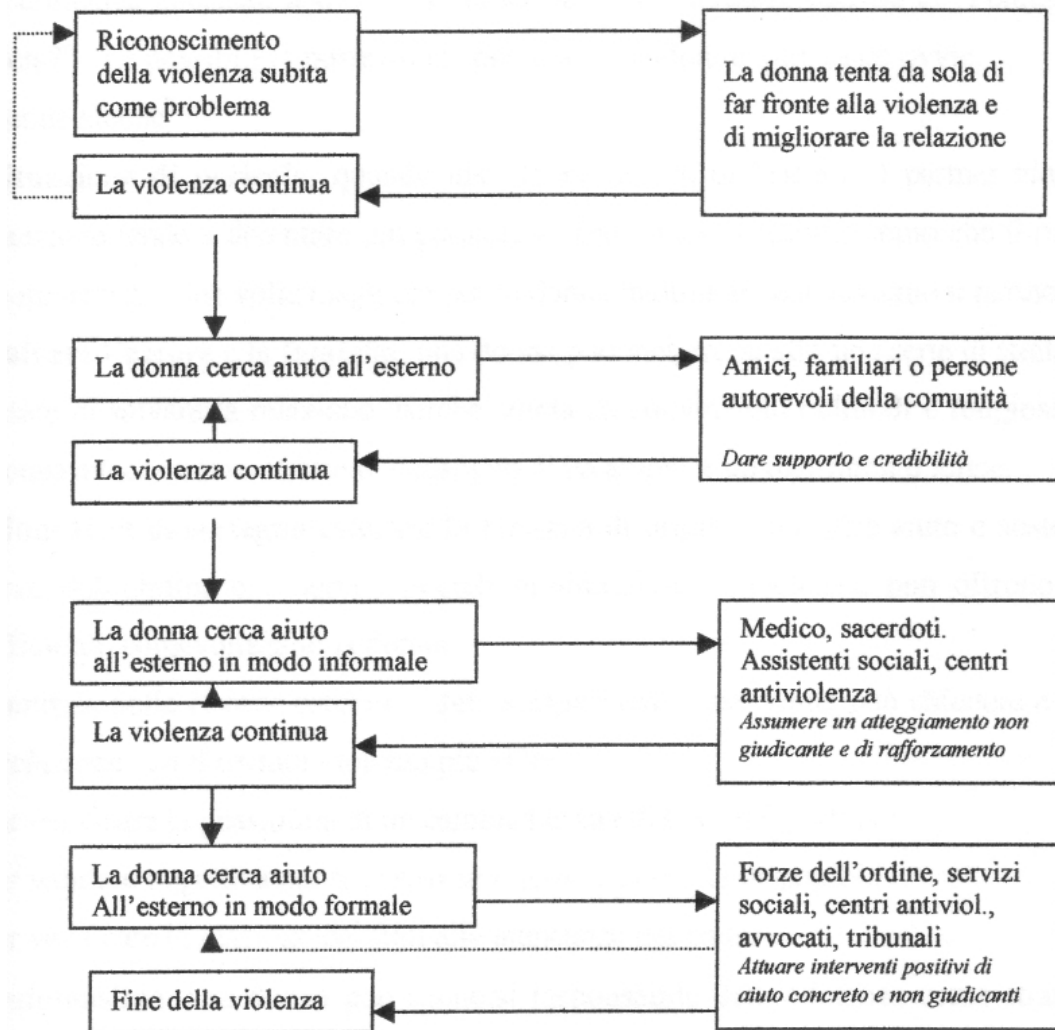 Riconoscimento
della violenza subita
come problema
La donna tenta da sola di
far fronte alla violenza e
di migliorare la relazione
La violenza continua
La donna cerca aiuto all'esterno
Amici, familiari o persone
autorevoli della comunità
Dare supporto e credibilità
La violenza continua
La donna cerca aiuto
all'esterno in modo informale
Medico, sacerdoti.
Assistenti sociali, centri
antiviolenza
Assumere un atteggiamento non
giudicante e di rafforzamento
La violenza continua
La donna cerca aiuto
All'esterno in modo formale
Forze dell'ordine, servizi
sociali, centri antiviol.,
avvocati, tribunali
Attuare interventi positivi di
aiuto concreto e non giudicanti
Fine della violenza